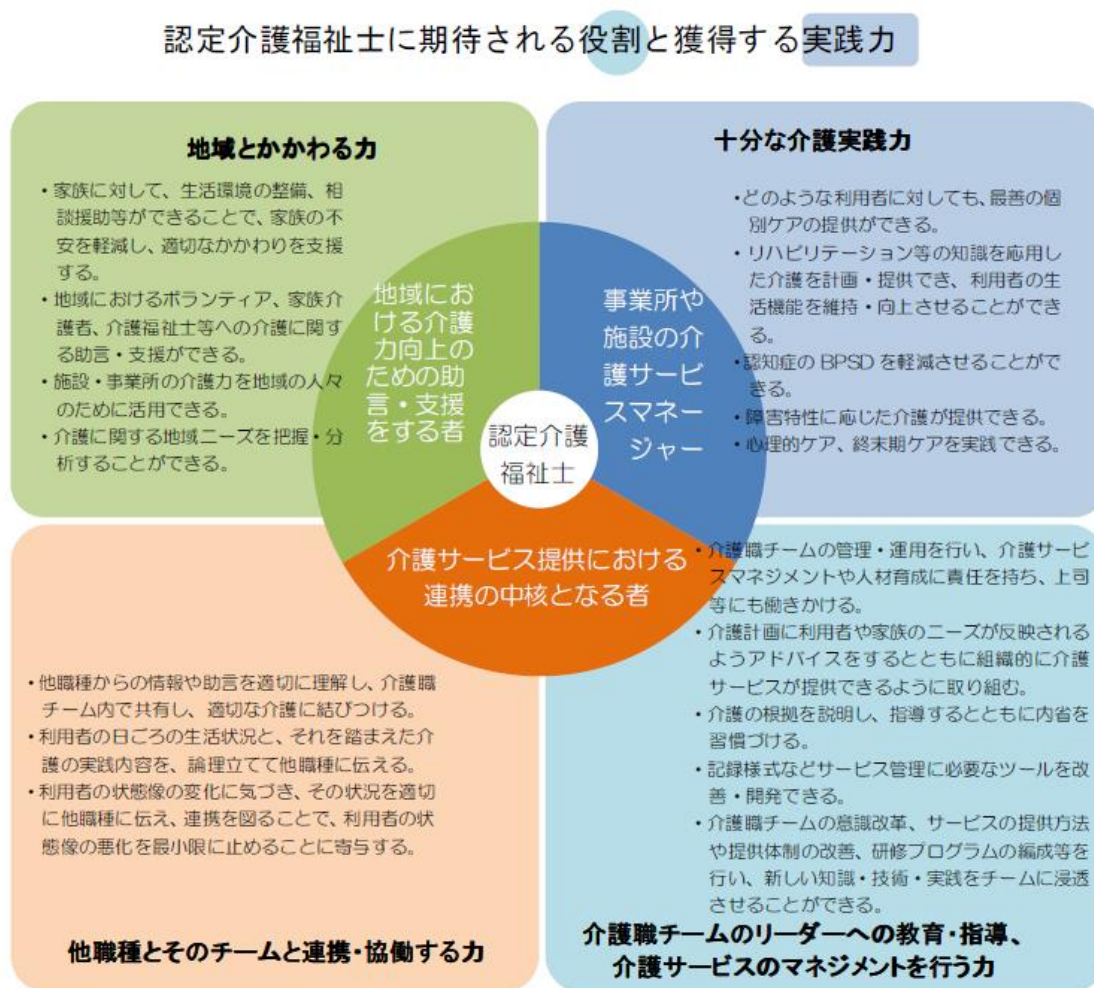 認定介護福祉士に期待される役割と獲得する実践力
地域とかかわる力
・家族に対して、生活環境の整備、相
談援助等ができることで、家族の不
安を軽減し、適切なかかわりを支援
する。
・地域におけるボランティア、家族介
護者、介護福祉士等への介護に関す
る助言・支援ができる。
・施設・事業所の介護力を地域の人々
のために活用できる。
・介護に関する地域ニーズを把握・分
析することができる。
十分な介護実践力
・どのような利用者に対しても、最善の個
別ケアの提供ができる。
・リハビリテーション等の知識を応用し
た介護を計画・提供でき、利用者の生
活機能を維持・向上させることができ
る。
・認知症の BPSD を軽減させることがで
きる。
・障害特性に応じた介護が提供できる。
・心理的ケア、終末期ケアを実践できる。
地域にお
ける介護
力向上の
ための助
言・支援
をする者
事業所や
施設の介
護サービ
スマネー
ジャー
認定介護
福祉士
介護サービス提供における
連携の中核となる者
・他職種からの情報や助言を適切に理解し、介護職
チーム内で共有し、適切な介護に結びつける。
・利用者の日ごろの生活状況と、それを踏まえた介
護の実践内容を、論理立てて他職種に伝える。
・利用者の状態像の変化に気づき、その状況を適切
に他職種に伝え、連携を図ることで、利用者の状
態像の悪化を最小限に止めることに寄与する。
他職種とそのチームと連携・協働する力
・介護職チームの管理・運用を行い、介護サービ
スマネジメントや人材育成に責任を持ち、上司
等にも働きかける。
・介護計画に利用者や家族のニーズが反映される
ようアドバイスをするとともに組織的に介護
サービスが提供できるように取り組む。
・介護の根拠を説明し、指導するとともに内省を
習慣づける。
・記録様式などサービス管理に必要なツールを改
善・開発できる。
・介護職チームの意識改革、サービスの提供方法
や提供体制の改善、研修プログラムの編成等を
行い、新しい知識・技術・実践をチームに浸透
させることができる。
介護職チームのリーダーへの教育・指導、
介護サービスのマネジメントを行う力